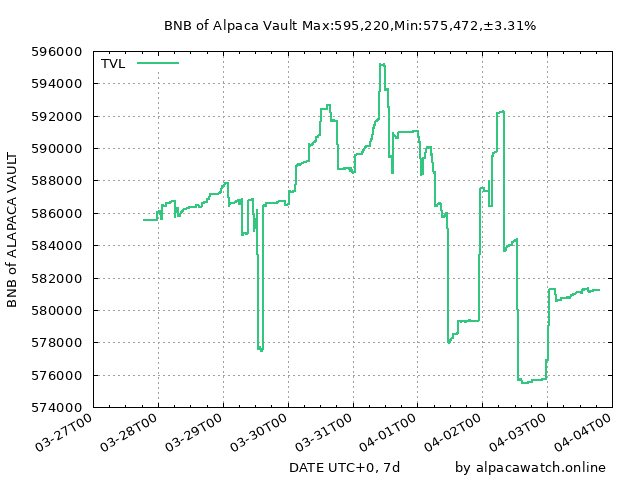 BNB of Alpaca Vault Max:595,220,Min:575,472,±3.31%
TVL
BNB of ALAPACA VAULT
596000
594000
592000
590000
588000
586000
584000
582000
580000
578000
576000
574000
03-27T00
03-28T00
03-29T00
03-30T00
03-31T00
04-01T00
04-02T00
04-03T00
04-04T00
DATE UTC+0, 7d
by alpacawatch.online